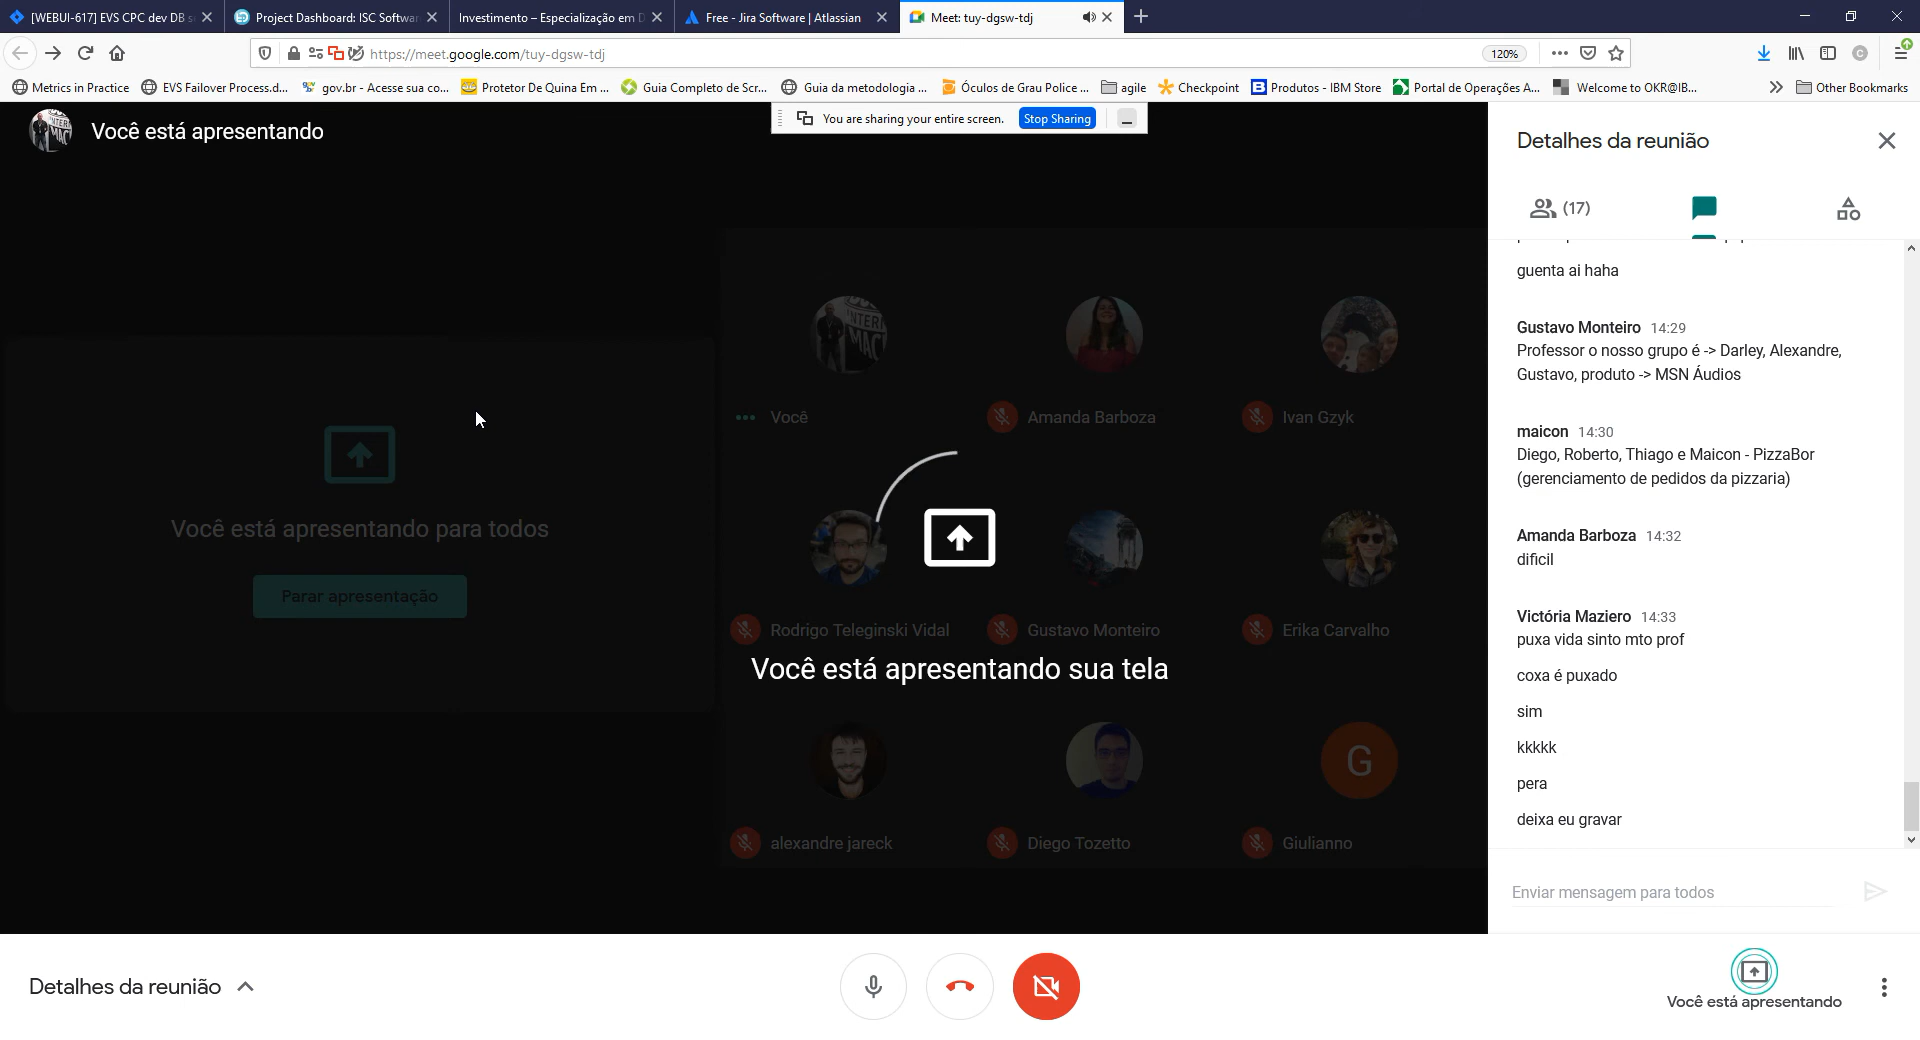 [WEBUI-617] EVS CPC dev DB s
Project Dashboard: ISC Softwar
Investimento – Especialização em D
Free - Jira Software | Atlassian
Meet: tuy-dgsw-tdj
https://meet.google.com/tuy-dgsw-tdj
120%
Metrics in Practice
EVS Failover Process.d...
gov.br - Acesse sua co...
Protetor De Quina Em ...
Guia Completo de Scr...
Guia da metodologia ...
Óculos de Grau Police ...
agile
Checkpoint
Produtos - IBM Store
Portal de Operações A...
Welcome to OKR@IB...
Other Bookmarks
Você está apresentando
You are sharing your entire screen.
Stop Sharing
Detalhes da reunião
(17)
guenta ai haha
Gustavo Monteiro 14:29
Professor o nosso grupo é -> Darley, Alexandre,
Gustavo, produto -> MSN Áudios
maicon 14:30
Diego, Roberto, Thiago e Maicon - PizzaBor
(gerenciamento de pedidos da pizzaria)
Amanda Barboza 14:32
dificil
Victória Maziero 14:33
puxa vida sinto mto prof
coxa é puxado
sim
kkkkk
pera
deixa eu gravar
Enviar mensagem para todos
Você está apresentando para todos
Parar apresentação
Você
Amanda Barboza
Ivan Gzyk
Rodrigo Teleginski Vidal
Gustavo Monteiro
Erika Carvalho
Você está apresentando sua tela
G
alexandre jareck
Diego Tozetto
Giulianno
Detalhes da reunião
Você está apresentando